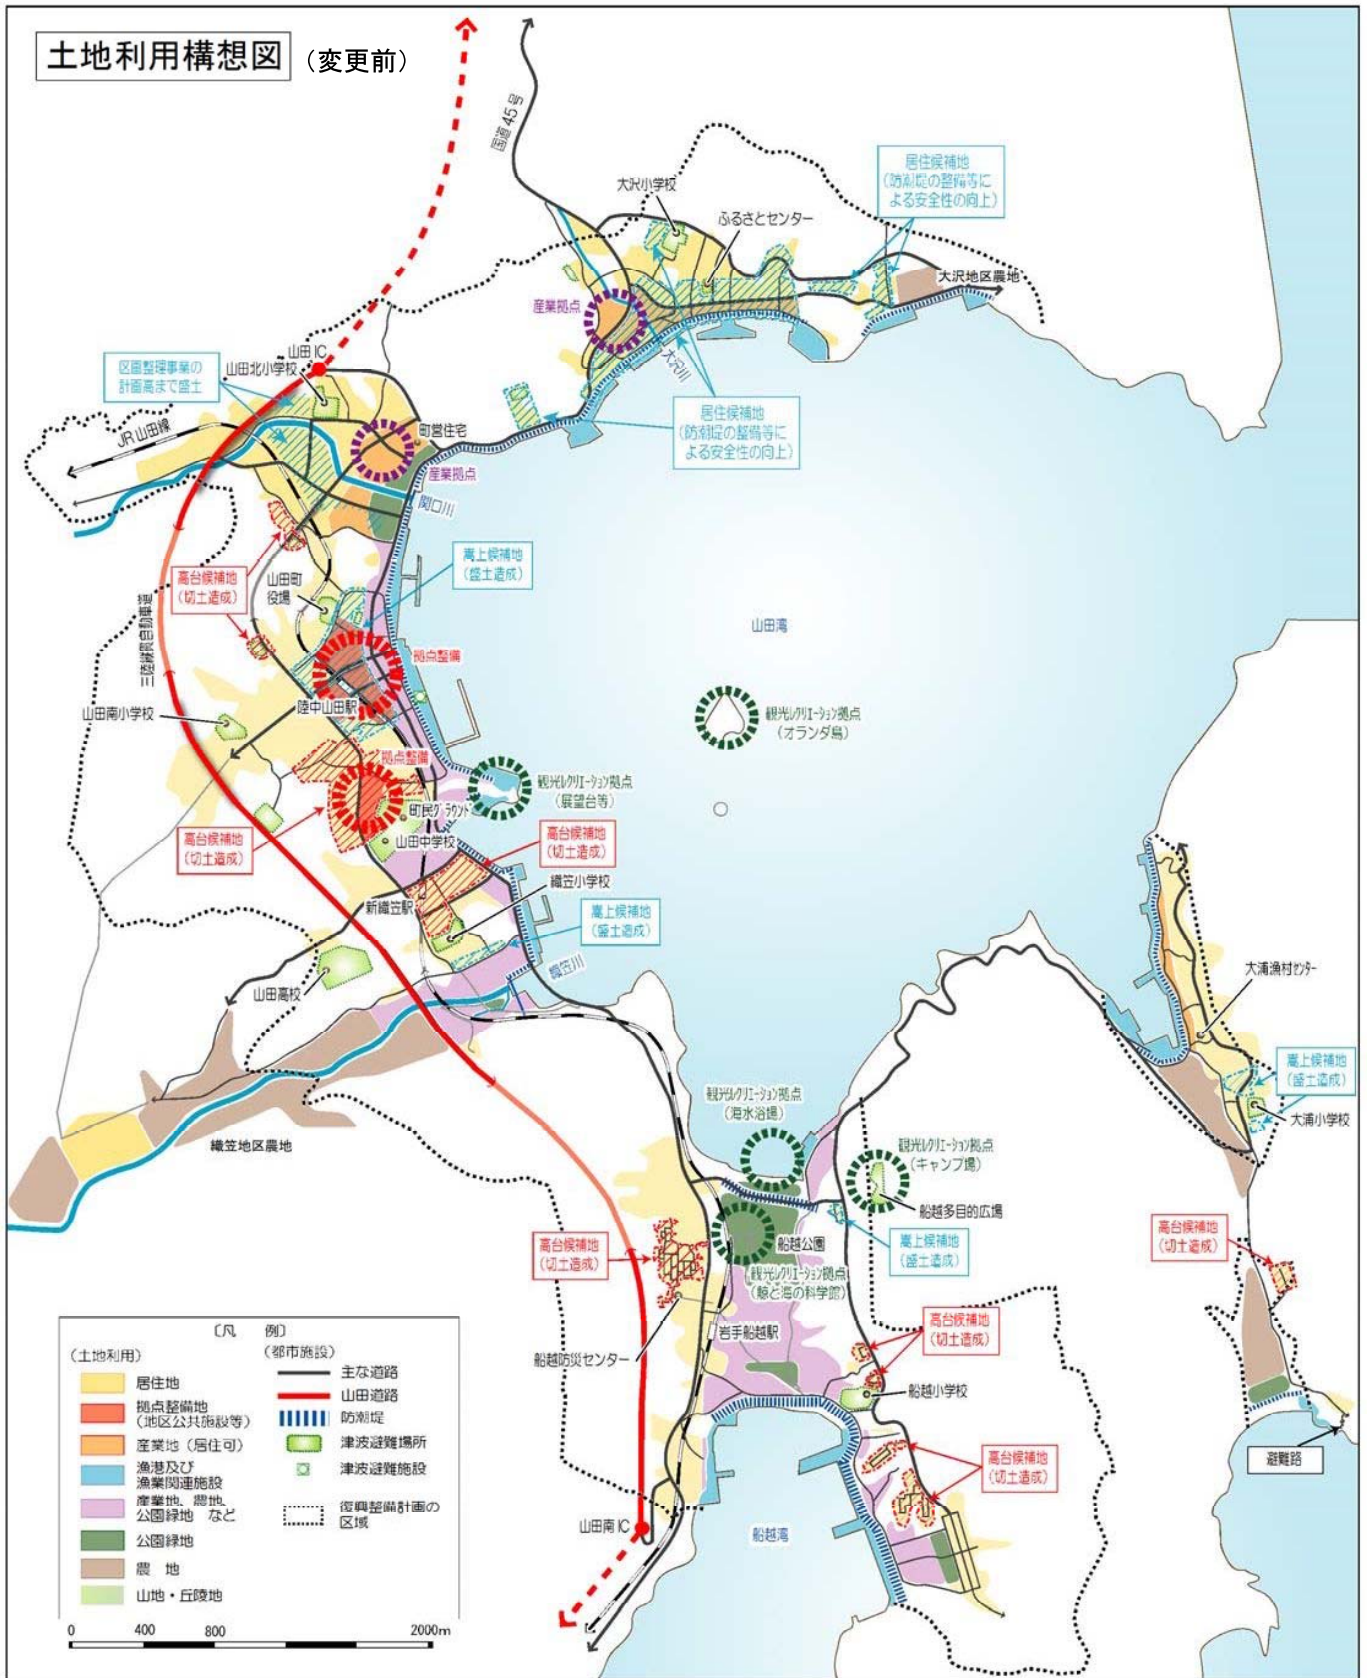 土地利用構想図 (変更前)
国道45号
大沢小学校
ふるさとセンター
居住候補地
(防潮堤の整備等に
よる安全性の向上)
大沢地区農地
産業拠点
大沢川
居住候補地
(防潮堤の整備等に
よる安全性の向上)
山田IC
山田北小学校
区画整理事業の
計画高まで盛土
JR山田線
町営住宅
産業拠点
関口川
嵩上候補地
(盛土造成)
高台候補地
(切土造成)
山田町
役場
三陸縦貫自動車道
山田湾
拠点整備
陸中山田駅
山田南小学校
観光レクリエーション拠点
(オランダ島)
拠点整備
観光レクリエーション拠点
(展望台等)
町民グラウンド
山田中学校
高台候補地
(切土造成)
高台候補地
(切土造成)
織笠小学校
新織笠駅
嵩上候補地
(盛土造成)
織笠川
山田高校
大浦漁村センター
嵩上候補地
(盛土造成)
大浦小学校
織笠地区農地
観光レクリエーション拠点
(海水浴場)
観光レクリエーション拠点
(キャンプ場)
船越多目的広場
嵩上候補地
(盛土造成)
高台候補地
(切土造成)
船越公園
観光レクリエーション拠点
(鯨と海の科学館)
高台候補地
(切土造成)
岩手船越駅
船越防災センター
高台候補地
(切土造成)
船越小学校
高台候補地
(切土造成)
避難路
山田南IC
船越湾
〔凡 例〕
(土地利用)
居住地
拠点整備地
(地区公共施設等)
産業地(居住可)
漁港及び
漁業関連施設
産業地、農地、
公園緑地 など
公園緑地
農 地
山地・丘陵地
(都市施設)
主な道路
山田道路
防潮堤
津波避難場所
津波避難施設
復興整備計画の
区域
0 400 800 2000m